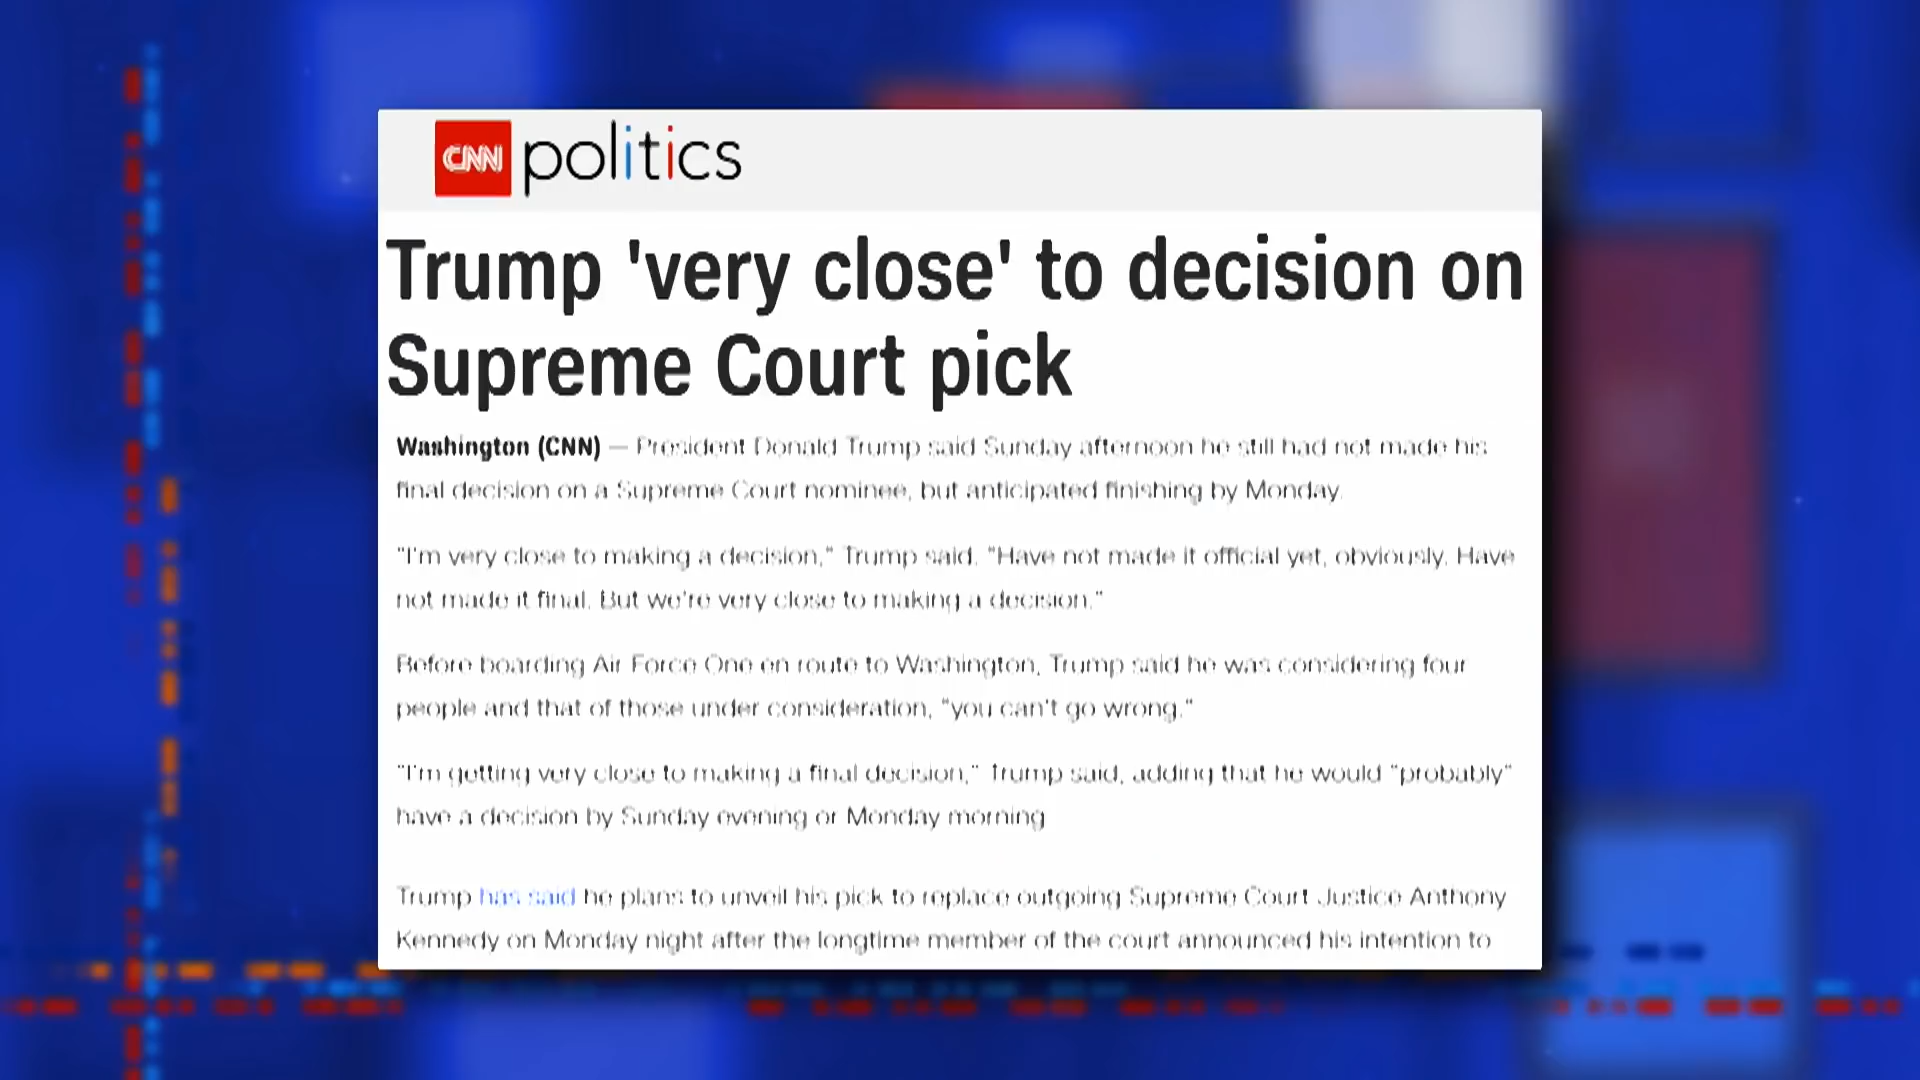 CNN politics
Trump 'very close' to decision on
Supreme Court pick
Washington (CNN) — President Donald Trump said Sunday afternoon he still had not made his
final decision on a Supreme Court nominee, but anticipated finishing by Monday.
"I'm very close to making a decision," Trump said. "Have not made it official yet, obviously. Have
not made it final. But we're very close to making a decision."
Before boarding Air Force One en route to Washington, Trump said he was considering four
people and that of those under consideration, "you can't go wrong."
"I'm getting very close to making a final decision," Trump said, adding that he would "probably"
have a decision by Sunday evening or Monday morning
Trump has said he plans to unveil his pick to replace outgoing Supreme Court Justice Anthony
Kennedy on Monday night after the longtime member of the court announced his intention to